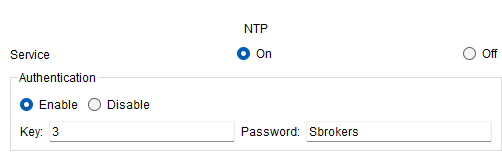 NTP
Service On Off
Authentication
Enable Disable
Key: 3 Password: Sbrokers